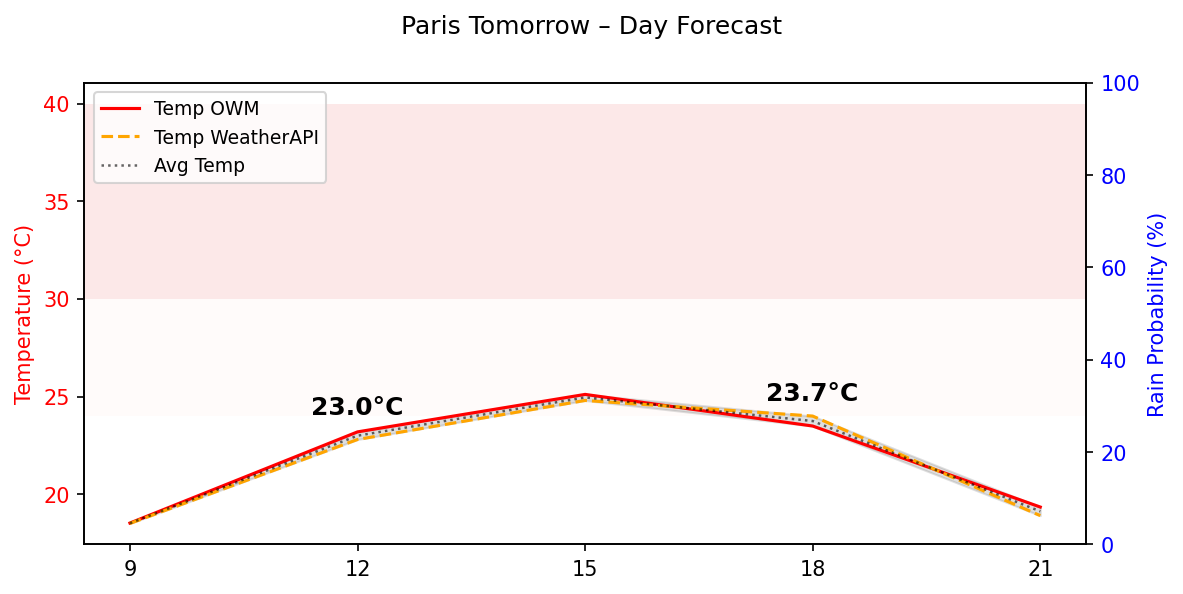 Paris Tomorrow – Day Forecast
Temp OWM
Temp WeatherAPI
Avg Temp
Temperature (°C)
40
35
30
25
20
23.0°C
23.7°C
100
80
60
40
20
0
Rain Probability (%)
9 12 15 18 21